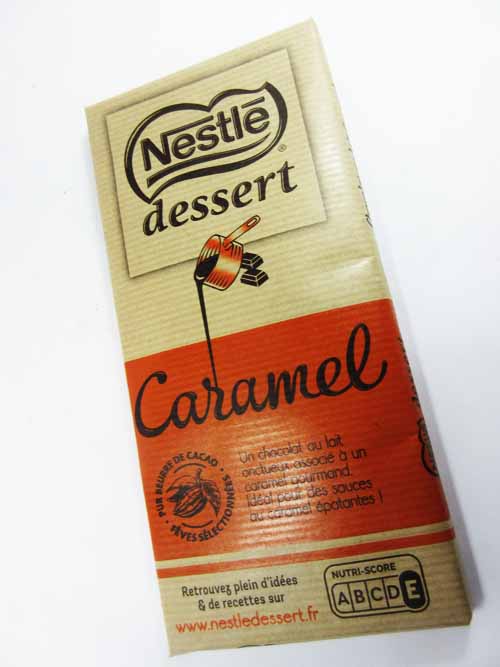 Nestlé
®
dessert
Caramel
PUR BEURRE DE CACAO
FÈVES SÉLECTIONNÉES
Un chocolat au lait
onctueux associé à un
caramel gourmand.
Idéal pour des sauces
au caramel épatantes !
Retrouvez plein d'idées
& de recettes sur
www.nestledessert.fr
NUTRI-SCORE
A B C D E